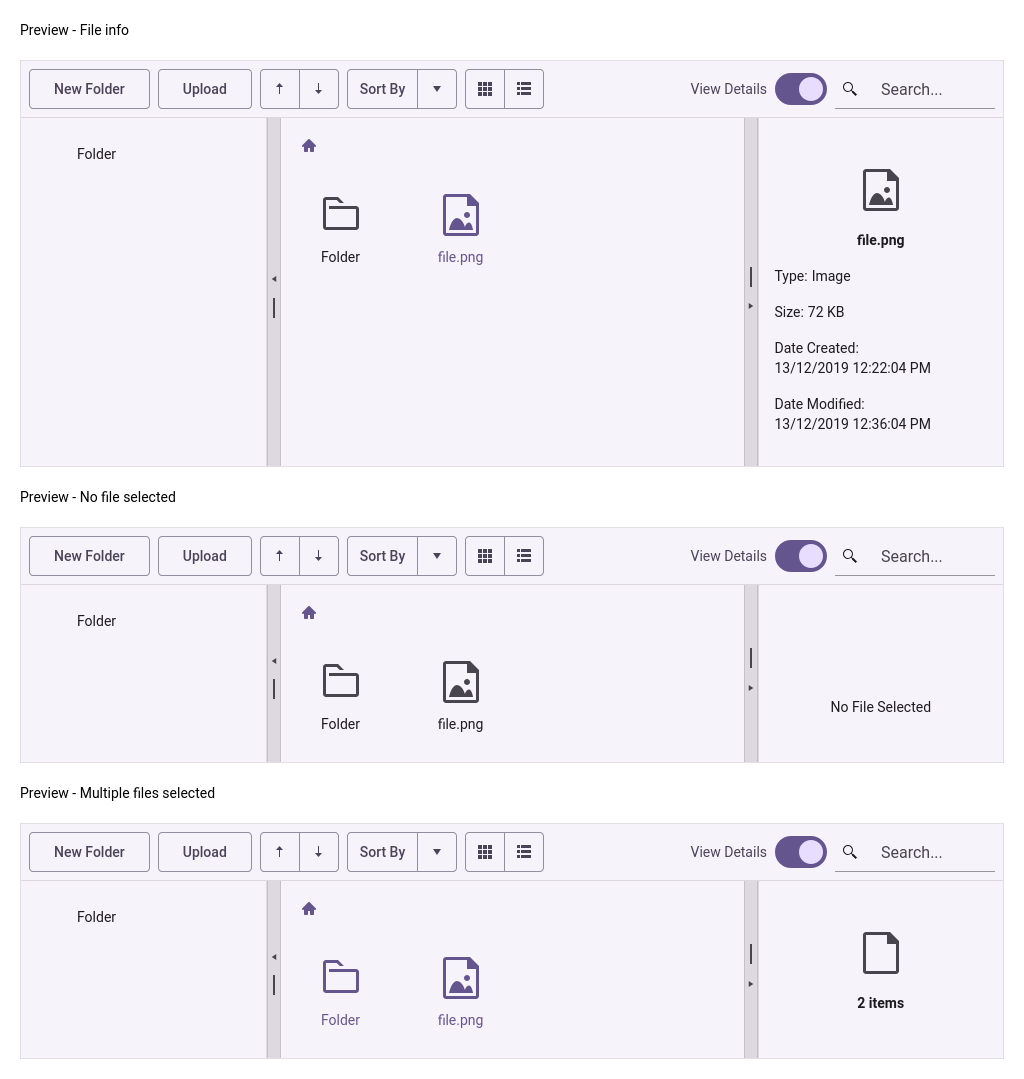 Preview - File info
New Folder
Upload
Sort By
View Details
Search...
Folder
Folder
file.png
file.png
Type: Image
Size: 72 KB
Date Created:
13/12/2019 12:22:04 PM
Date Modified:
13/12/2019 12:36:04 PM
Preview - No file selected
New Folder
Upload
Sort By
View Details
Search...
Folder
Folder
file.png
No File Selected
Preview - Multiple files selected
New Folder
Upload
Sort By
View Details
Search...
Folder
Folder
file.png
2 items